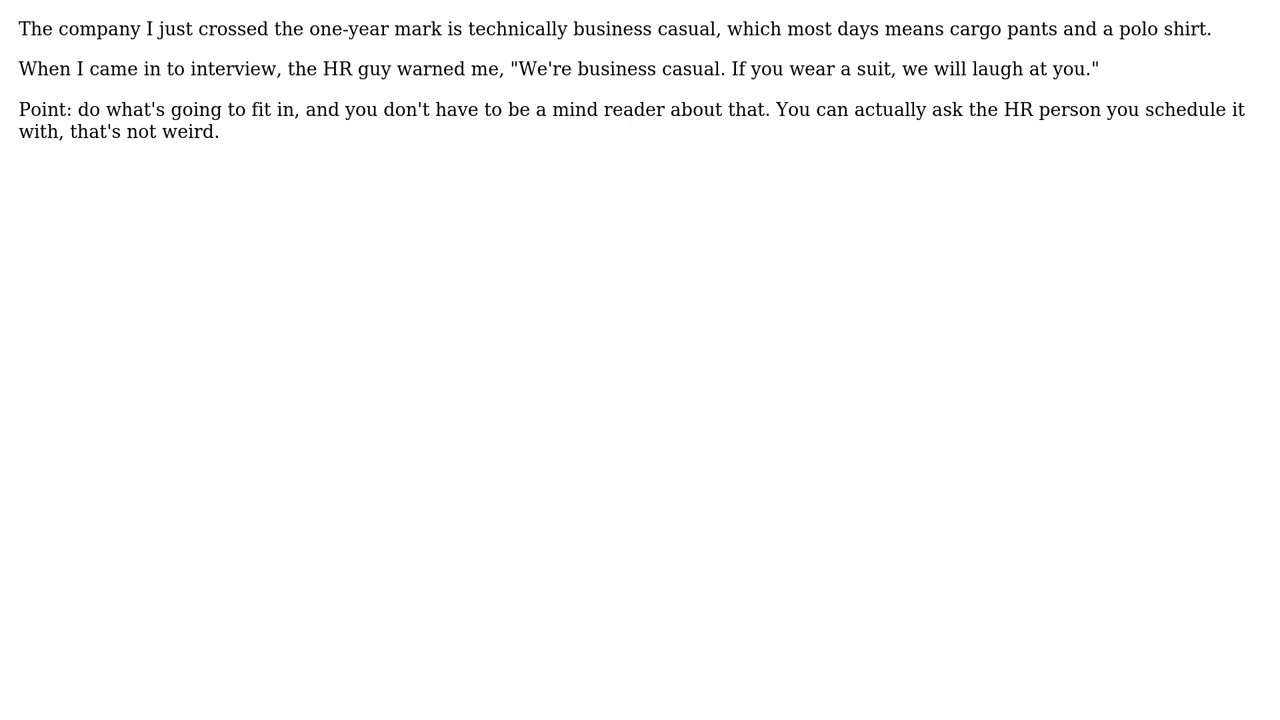 The company I just crossed the one-year mark is technically business casual, which most days means cargo pants and a polo shirt.
When I came in to interview, the HR guy warned me, "We're business casual. If you wear a suit, we will laugh at you."
Point: do what's going to fit in, and you don't have to be a mind reader about that. You can actually ask the HR person you schedule it
with, that's not weird.